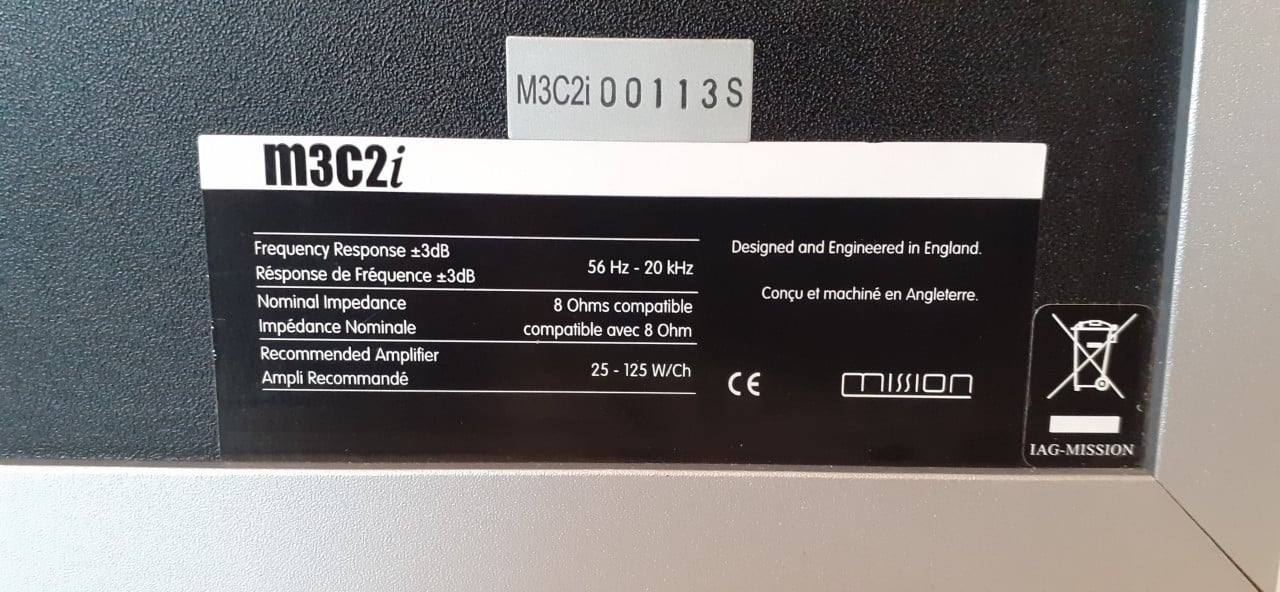 M3C2i 00113S
m3C2i
Frequency Response ±3dB
Résponse de Fréquence ±3dB
56 Hz - 20 kHz
Nominal Impedance
8 Ohms compatible
Impédance Nominale
compatible avec 8 Ohm
Recommended Amplifier
Ampli Recommandé
25 - 125 W/Ch
Designed and Engineered in England.
Conçu et machiné en Angleterre.
CE
mission
IAG-MISSION